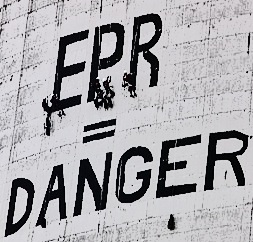 EPR
=
DANGER